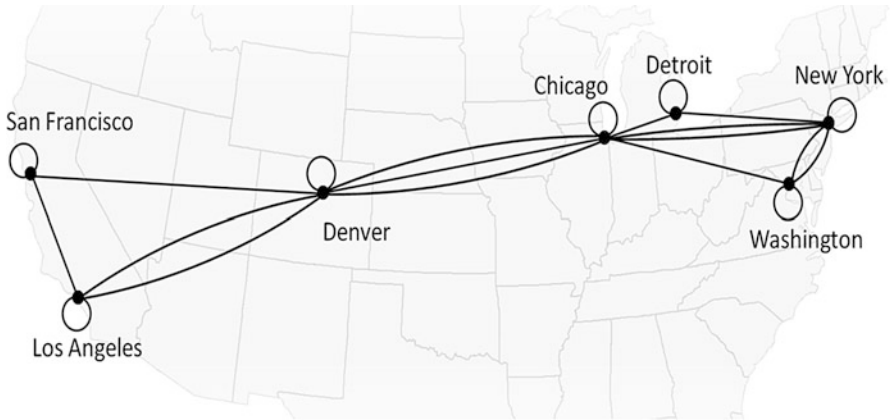 San Francisco
Los Angeles
Denver
Chicago
Detroit
New York
Washington